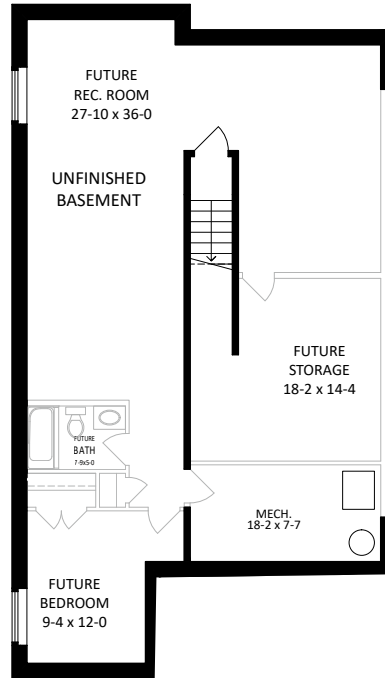 FUTURE
REC. ROOM
27-10 x 36-0
UNFINISHED
BASEMENT
FUTURE
STORAGE
18-2 x 14-4
FUTURE
BATH
7-9x5-0
MECH.
18-2 x 7-7
FUTURE
BEDROOM
9-4 x 12-0